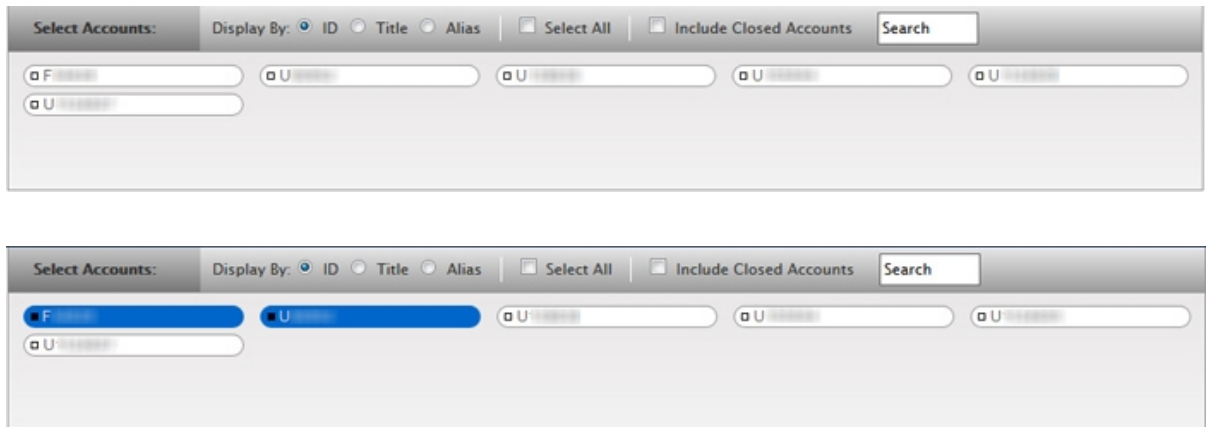 Select Accounts: Display By: ID Title Alias Select All Include Closed Accounts Search
F U U U U
U
Select Accounts: Display By: ID Title Alias Select All Include Closed Accounts Search
F U U U U
U